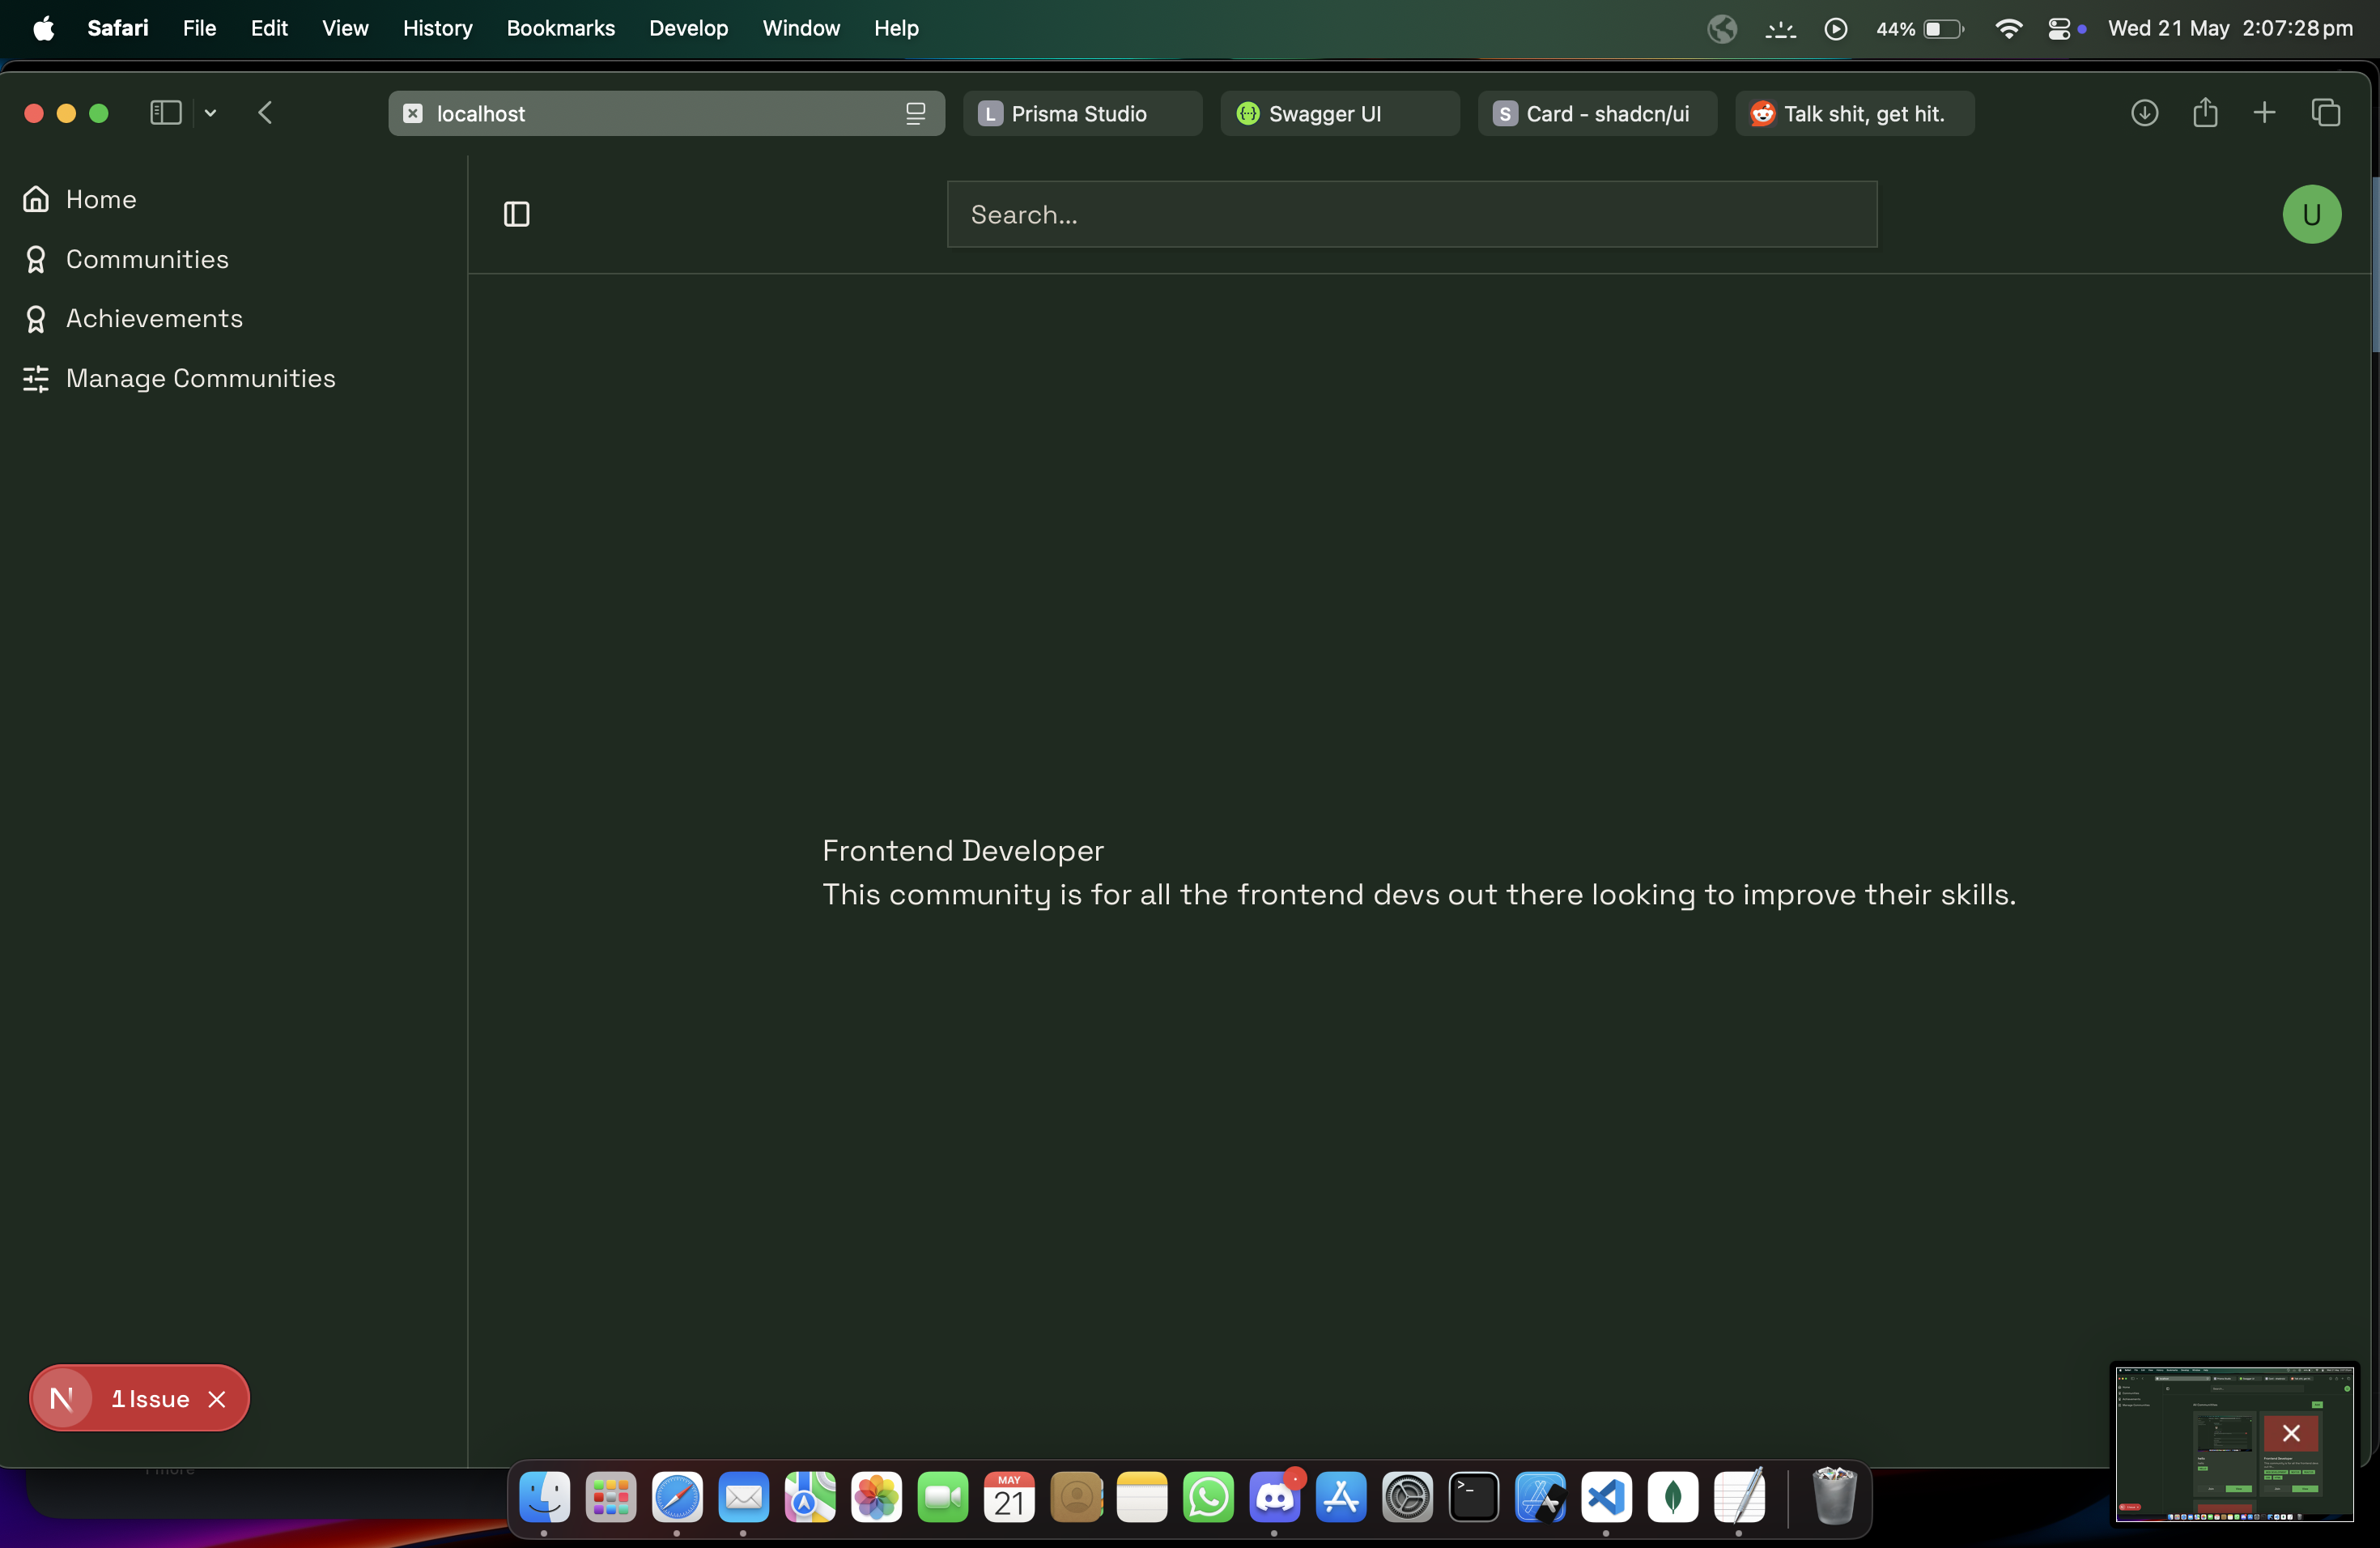 Safari File Edit View History Bookmarks Develop Window Help 44% Wed 21 May 2:07:28 pm
localhost L Prisma Studio Swagger UI S Card - shadcn/ui Talk shit, get hit.
Home
Search...
U
Communities
Achievements
Manage Communities
Frontend Developer
This community is for all the frontend devs out there looking to improve their skills.
N 1 Issue
1 more
MAY
21